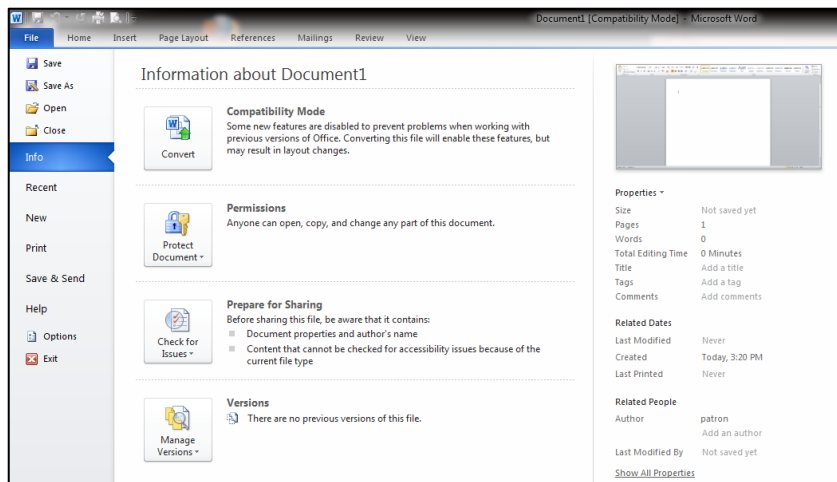 Document1 [Compatibility Mode] - Microsoft Word
File Home Insert Page Layout References Mailings Review View
Save
Save As
Open
Close
Info
Recent
New
Print
Save & Send
Help
Options
Exit
Information about Document1
Convert
Compatibility Mode
Some new features are disabled to prevent problems when working with
previous versions of Office. Converting this file will enable these features, but
may result in layout changes.
Protect
Document
Permissions
Anyone can open, copy, and change any part of this document.
Check for
Issues
Prepare for Sharing
Before sharing this file, be aware that it contains:
Document properties and author's name
Content that cannot be checked for accessibility issues because of the
current file type
Manage
Versions
Versions
There are no previous versions of this file.
Properties
Size Not saved yet
Pages 1
Words 0
Total Editing Time 0 Minutes
Title Add a title
Tags Add a tag
Comments Add comments
Related Dates
Last Modified Never
Created Today, 3:20 PM
Last Printed Never
Related People
Author patron
Add an author
Last Modified By Not saved yet
Show All Properties